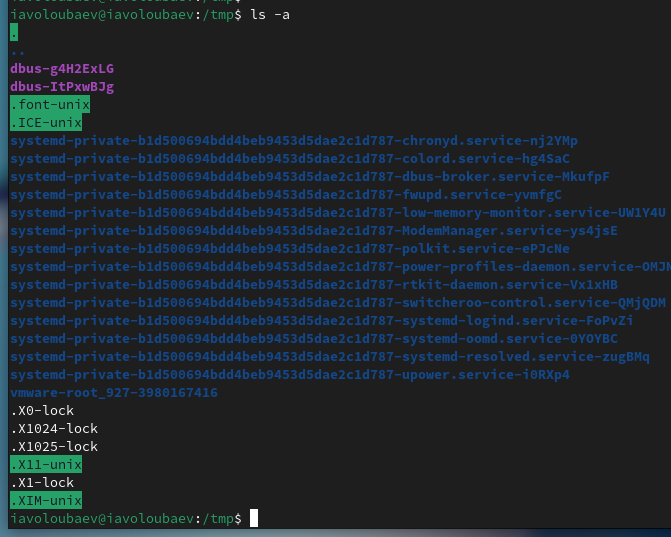 iavoloubaev@iavoloubaev:/tmp$ ls -a
.
..
dbus-g4H2ExLG
dbus-ItPxwBJg
.font-unix
.ICE-unix
systemd-private-b1d500694bdd4beb9453d5dae2c1d787-chronyd.service-nj2YMp
systemd-private-b1d500694bdd4beb9453d5dae2c1d787-colord.service-hg4SaC
systemd-private-b1d500694bdd4beb9453d5dae2c1d787-dbus-broker.service-MkufpF
systemd-private-b1d500694bdd4beb9453d5dae2c1d787-fwupd.service-yvmfgC
systemd-private-b1d500694bdd4beb9453d5dae2c1d787-low-memory-monitor.service-UW1Y4U
systemd-private-b1d500694bdd4beb9453d5dae2c1d787-ModemManager.service-ys4jsE
systemd-private-b1d500694bdd4beb9453d5dae2c1d787-polkit.service-ePJcNe
systemd-private-b1d500694bdd4beb9453d5dae2c1d787-power-profiles-daemon.service-OMJN
systemd-private-b1d500694bdd4beb9453d5dae2c1d787-rtkit-daemon.service-Vx1xHB
systemd-private-b1d500694bdd4beb9453d5dae2c1d787-switcheroo-control.service-QMjQDM
systemd-private-b1d500694bdd4beb9453d5dae2c1d787-systemd-logind.service-FoPvZi
systemd-private-b1d500694bdd4beb9453d5dae2c1d787-systemd-oomd.service-0YOYBC
systemd-private-b1d500694bdd4beb9453d5dae2c1d787-systemd-resolved.service-zugBMq
systemd-private-b1d500694bdd4beb9453d5dae2c1d787-upower.service-i0RXp4
vmware-root_927-3980167416
.X0-lock
.X1024-lock
.X1025-lock
.X11-unix
.X1-lock
.XIM-unix
iavoloubaev@iavoloubaev:/tmp$